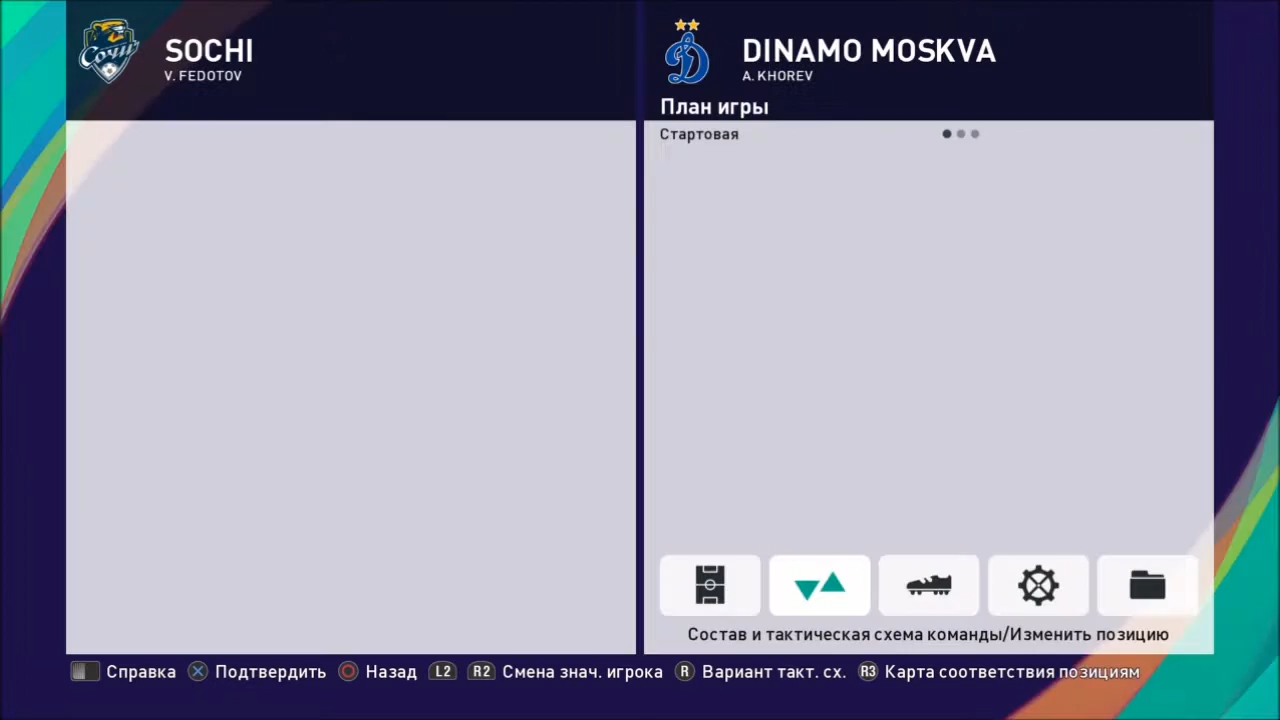 Сочи
SOCHI
V. FEDOTOV
DINAMO MOSKVA
A. KHOREV
План игры
Стартовая
Состав и тактическая схема команды/Изменить позицию
Справка Подтвердить Назад L2 R2 Смена знач. игрока R Вариант такт. сх. R3 Карта соответствия позициям